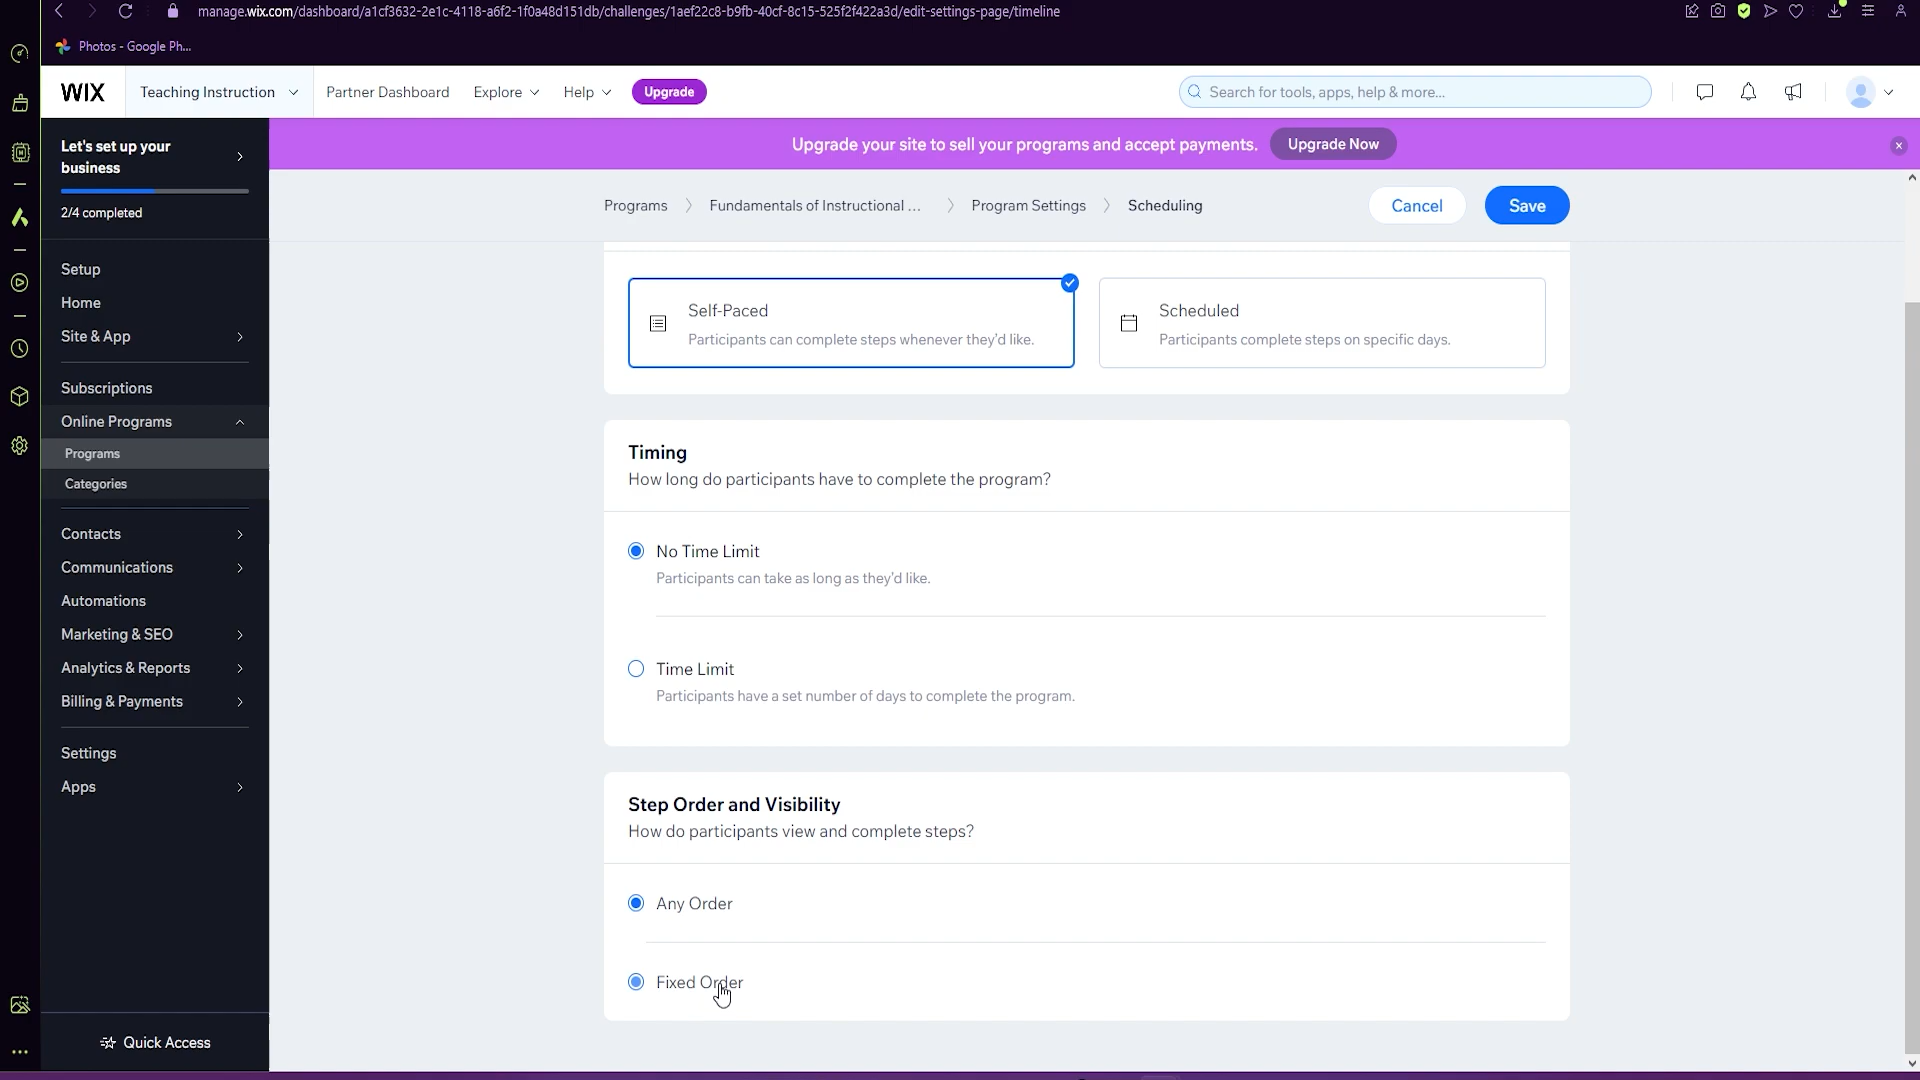 manage.wix.com/dashboard/a1cf3632-2e1c-4118-a6f2-1f0a48d151db/challenges/1aef22c8-b9fb-40cf-8c15-525f2f422a3d/edit-settings-page/timeline
Photos - Google Ph...
WIX
Teaching Instruction
Partner Dashboard
Explore
Help
Upgrade
Search for tools, apps, help & more...
Let's set up your
business
2/4 completed
Upgrade your site to sell your programs and accept payments.
Upgrade Now
Programs
Fundamentals of Instructional ...
Program Settings
Scheduling
Cancel
Save
Setup
Home
Site & App
Subscriptions
Online Programs
Programs
Categories
Contacts
Communications
Automations
Marketing & SEO
Analytics & Reports
Billing & Payments
Settings
Apps
Quick Access
Self-Paced
Participants can complete steps whenever they'd like.
Scheduled
Participants complete steps on specific days.
Timing
How long do participants have to complete the program?
No Time Limit
Participants can take as long as they'd like.
Time Limit
Participants have a set number of days to complete the program.
Step Order and Visibility
How do participants view and complete steps?
Any Order
Fixed Order